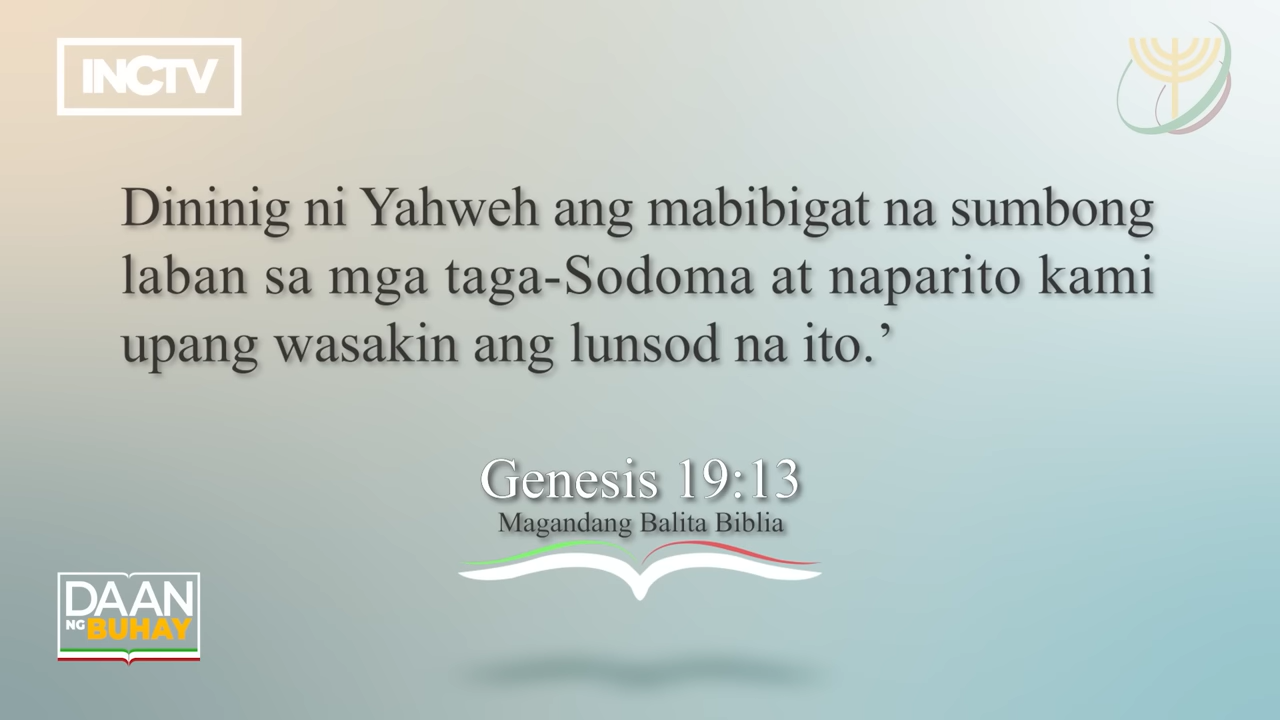 INCTV
Dininig ni Yahweh ang mabibigat na sumbong
laban sa mga taga-Sodoma at naparito kami
upang wasakin ang lunsod na ito.’
Genesis 19:13
Magandang Balita Biblia
DAAN
NG BUHAY